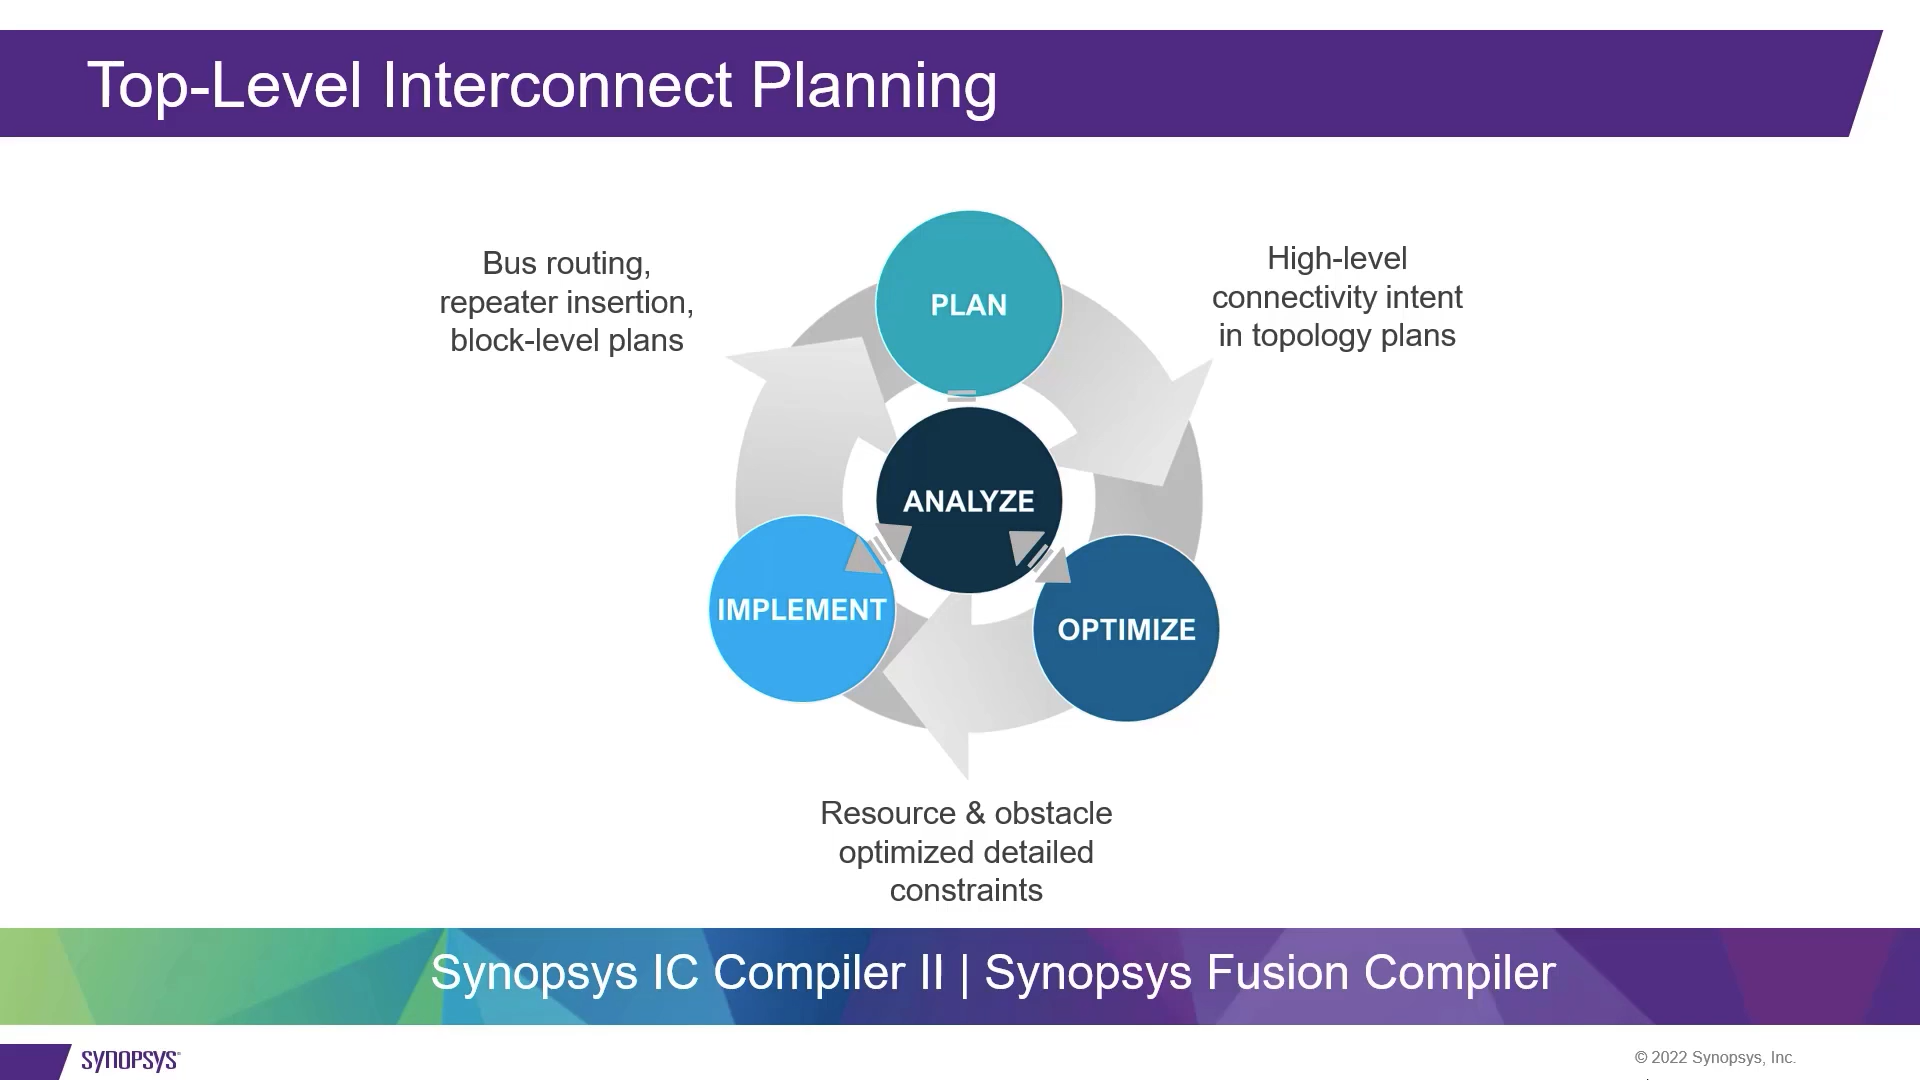 Top-Level Interconnect Planning
Bus routing,
repeater insertion,
block-level plans
PLAN
High-level
connectivity intent
in topology plans
ANALYZE
IMPLEMENT
OPTIMIZE
Resource & obstacle
optimized detailed
constraints
Synopsys IC Compiler II | Synopsys Fusion Compiler
SYNOPSYS®
© 2022 Synopsys, Inc.